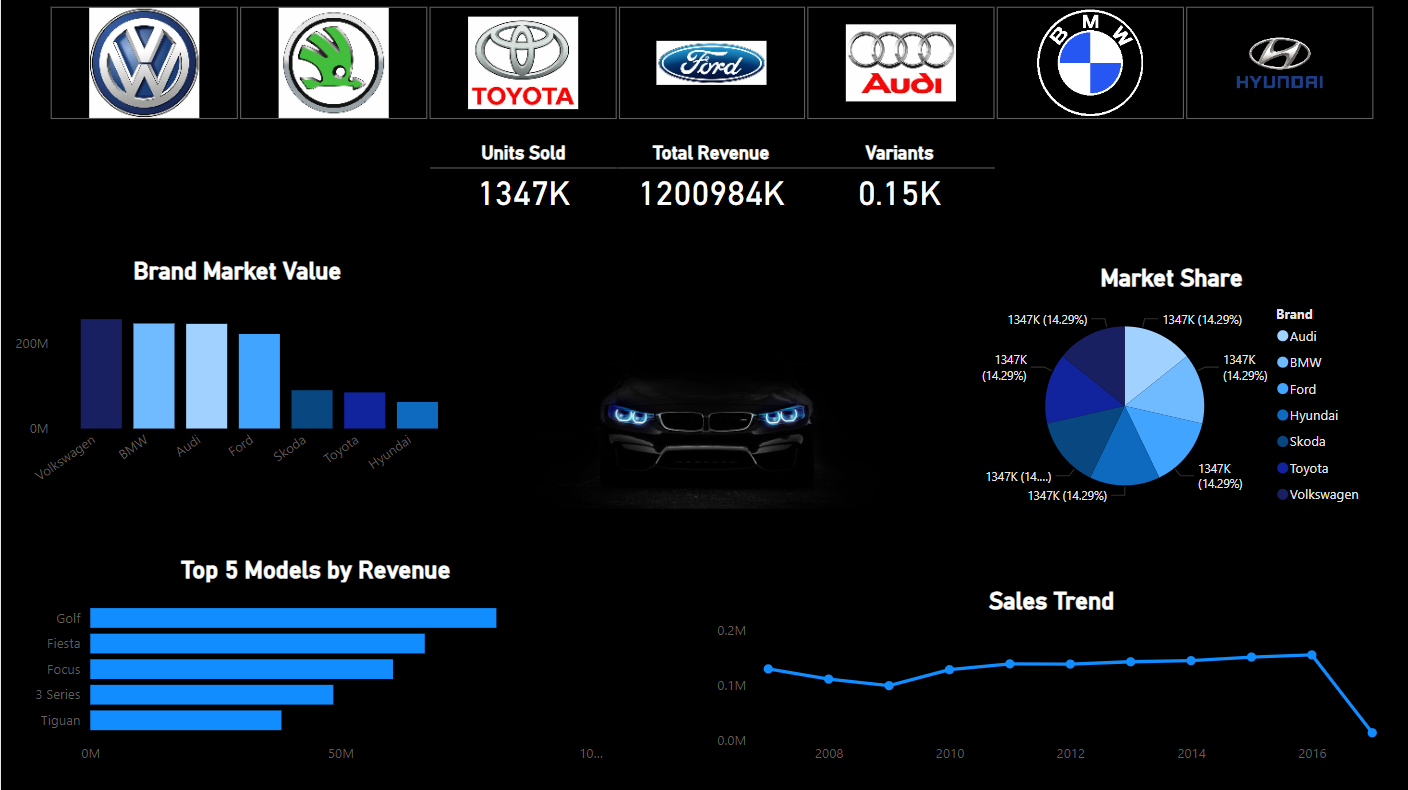 TOYOTA
Ford
Audi
B M W
HYUNDAI
Units Sold
Total Revenue
Variants
1347K
1200984K
0.15K
Brand Market Value
200M
0M
Volkswagen
BMW
Audi
Ford
Skoda
Toyota
Hyundai
Market Share
1347K (14.29%)
1347K (14.29%)
1347K
(14.29%)
1347K
(14.29%)
1347K (14....)
1347K (14.29%)
1347K
(14.29%)
Brand
Audi
BMW
Ford
Hyundai
Skoda
Toyota
Volkswagen
Top 5 Models by Revenue
Golf
Fiesta
Focus
3 Series
Tiguan
0M
50M
10...
Sales Trend
0.2M
0.1M
0.0M
2008
2010
2012
2014
2016